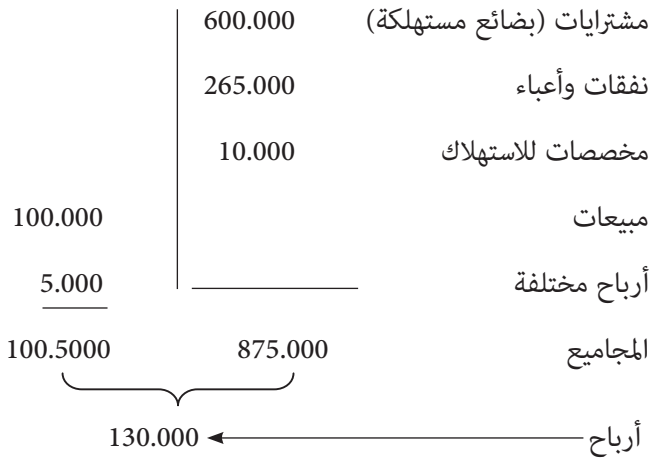 مشترايات (بضائع مستهلكة) 600.000
نفقات وأعباء 265.000
مخصصات للاستهلاك 10.000
مبيعات 100.000
أرباح مختلفة 5.000
المجاميع 875.000 100.5000
أرباح 130.000